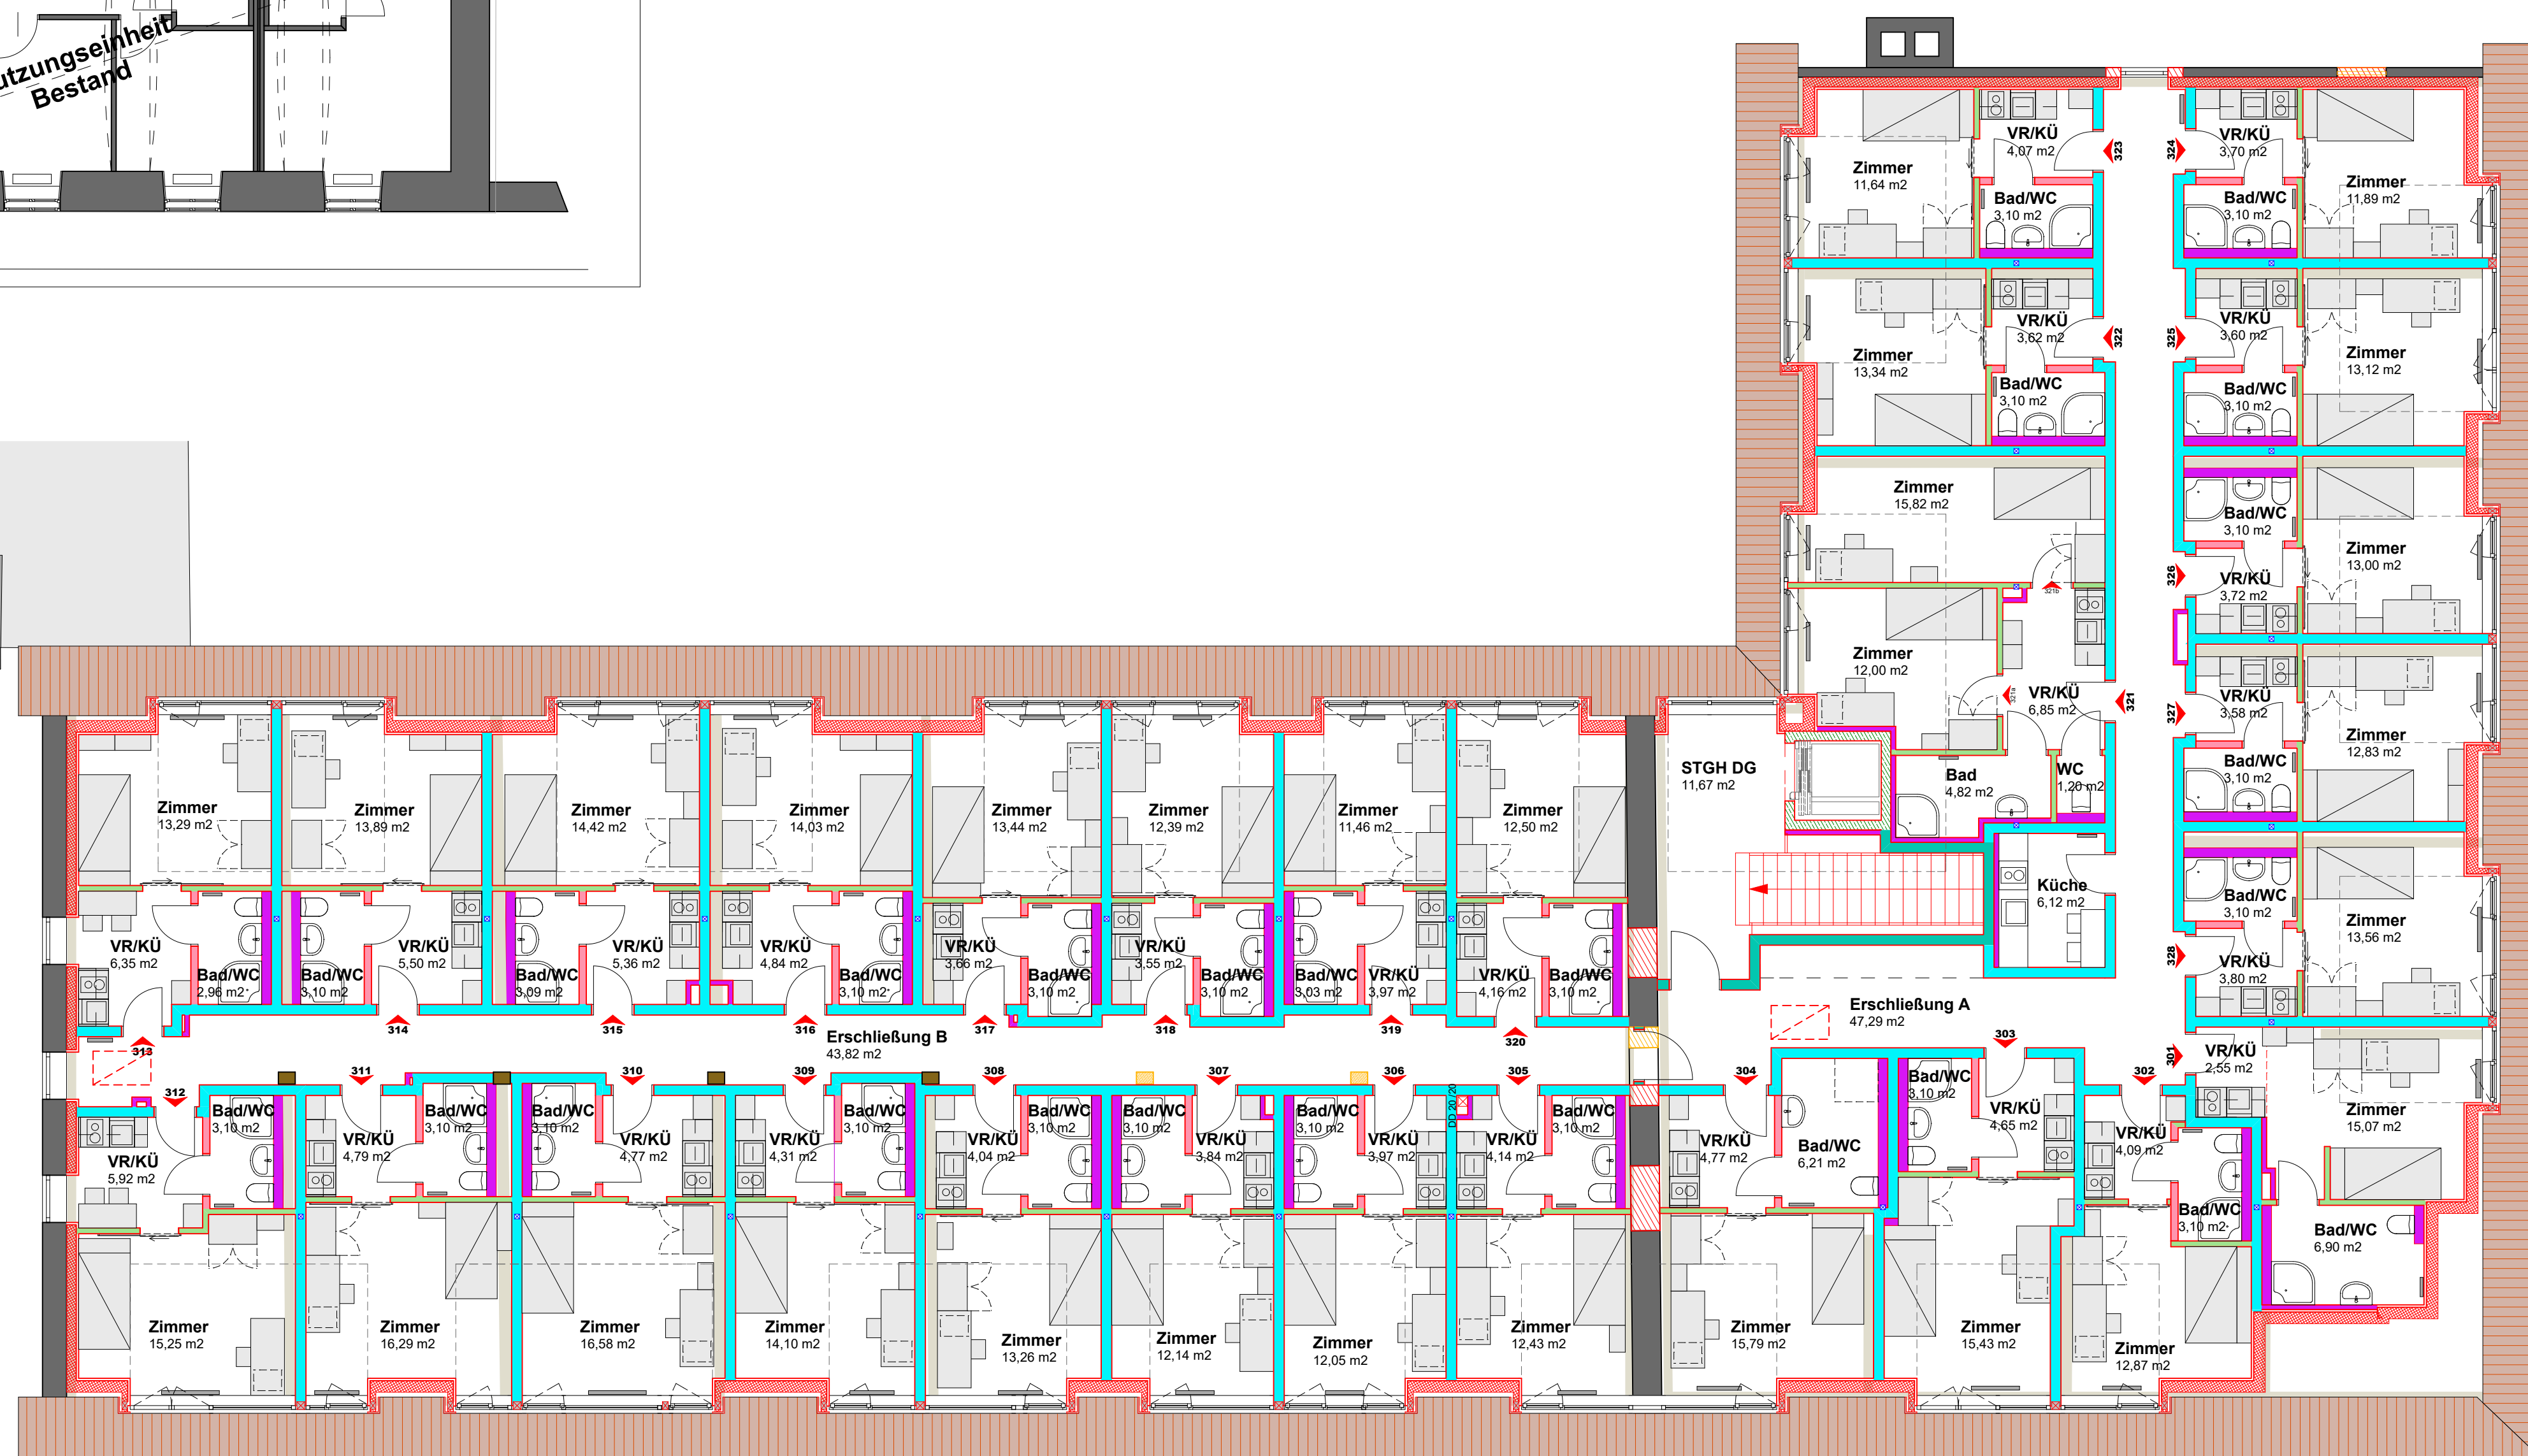 utzungseinheit
Bestand
VR/KÜ
4,07 m2
323
324
VR/KÜ
3,70 m2
Zimmer
11,64 m2
Bad/WC
3,10 m2
Bad/WC
3,10 m2
Zimmer
11,89 m2
Zimmer
13,34 m2
VR/KÜ
3,62 m2
322
325
VR/KÜ
3,60 m2
Zimmer
13,12 m2
Bad/WC
3,10 m2
Bad/WC
3,10 m2
Zimmer
15,82 m2
Bad/WC
3,10 m2
Zimmer
13,00 m2
326
VR/KÜ
3,72 m2
321b
Zimmer
12,00 m2
321a
VR/KÜ
6,85 m2
321
327
VR/KÜ
3,58 m2
Zimmer
12,83 m2
STGH DG
11,67 m2
Bad
4,82 m2
WC
1,20 m2
Bad/WC
3,10 m2
Küche
6,12 m2
Bad/WC
3,10 m2
Zimmer
13,56 m2
328
VR/KÜ
3,80 m2
Zimmer
13,29 m2
Zimmer
13,89 m2
Zimmer
14,42 m2
Zimmer
14,03 m2
Zimmer
13,44 m2
Zimmer
12,39 m2
Zimmer
11,46 m2
Zimmer
12,50 m2
VR/KÜ
6,35 m2
Bad/WC
2,96 m2
Bad/WC
3,10 m2
VR/KÜ
5,50 m2
Bad/WC
3,09 m2
VR/KÜ
5,36 m2
VR/KÜ
4,84 m2
Bad/WC
3,10 m2
VR/KÜ
3,66 m2
Bad/WC
3,10 m2
VR/KÜ
3,55 m2
Bad/WC
3,10 m2
Bad/WC
3,03 m2
VR/KÜ
3,97 m2
VR/KÜ
4,16 m2
Bad/WC
3,10 m2
313
314
315
316
317
318
319
320
Erschließung B
43,82 m2
Erschließung A
47,29 m2
312
311
310
309
308
307
306
305
304
303
302
301
VR/KÜ
5,92 m2
Bad/WC
3,10 m2
VR/KÜ
4,79 m2
Bad/WC
3,10 m2
Bad/WC
3,10 m2
VR/KÜ
4,77 m2
VR/KÜ
4,31 m2
Bad/WC
3,10 m2
VR/KÜ
4,04 m2
Bad/WC
3,10 m2
Bad/WC
3,10 m2
VR/KÜ
3,84 m2
Bad/WC
3,10 m2
VR/KÜ
3,97 m2
DD 20 /20
VR/KÜ
4,14 m2
Bad/WC
3,10 m2
VR/KÜ
4,77 m2
Bad/WC
6,21 m2
Bad/WC
3,10 m2
VR/KÜ
4,65 m2
VR/KÜ
4,09 m2
Bad/WC
3,10 m2
VR/KÜ
2,55 m2
Zimmer
15,07 m2
Bad/WC
6,90 m2
Zimmer
15,25 m2
Zimmer
16,29 m2
Zimmer
16,58 m2
Zimmer
14,10 m2
Zimmer
13,26 m2
Zimmer
12,14 m2
Zimmer
12,05 m2
Zimmer
12,43 m2
Zimmer
15,79 m2
Zimmer
15,43 m2
Zimmer
12,87 m2